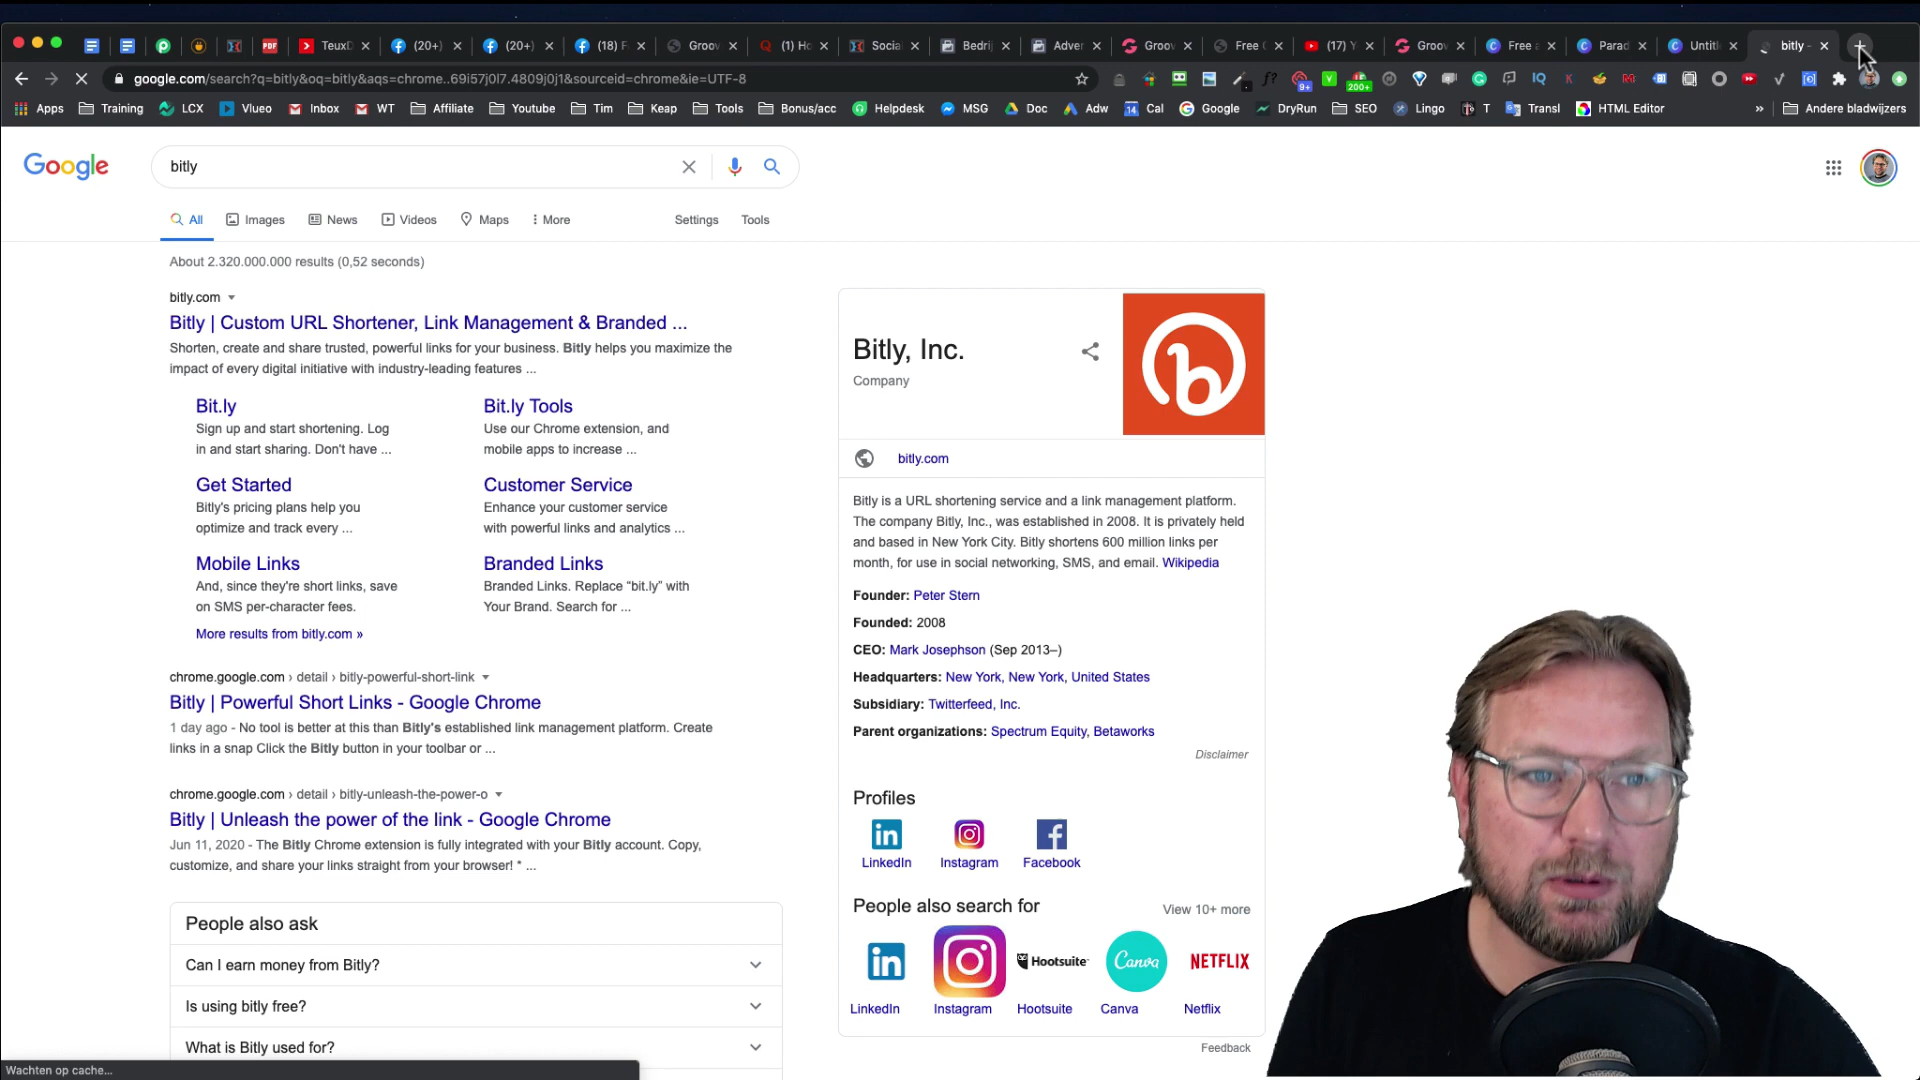 TeuxD
(20+)
(20+)
(18) F
Groov
(1) Ho
Social
Bedrij
Adver
Groov
Free
(17) Y
Groov
Free a
Parad
Untitl
bitly -
google.com/search?q=bitly&oq=bitly&aqs=chrome..69i57j0l7.4809j0j1&sourceid=chrome&ie=UTF-8
Apps
Training
LCX
Vlueo
Inbox
WT
Affiliate
Youtube
Tim
Keap
Tools
Bonus/acc
Helpdesk
MSG
Doc
Adw
Cal
Google
DryRun
SEO
Lingo
T
Transl
HTML Editor
»
Andere bladwijzers
Google
bitly
All
Images
News
Videos
Maps
More
Settings
Tools
About 2.320.000.000 results (0,52 seconds)
bitly.com
Bitly | Custom URL Shortener, Link Management & Branded ...
Shorten, create and share trusted, powerful links for your business. Bitly helps you maximize the
impact of every digital initiative with industry-leading features ...
Bit.ly
Sign up and start shortening. Log
in and start sharing. Don't have ...
Bit.ly Tools
Use our Chrome extension, and
mobile apps to increase ...
Get Started
Bitly's pricing plans help you
optimize and track every ...
Customer Service
Enhance your customer service
with powerful links and analytics ...
Mobile Links
And, since they're short links, save
on SMS per-character fees.
Branded Links
Branded Links. Replace “bit.ly” with
Your Brand. Search for ...
More results from bitly.com »
chrome.google.com › detail › bitly-powerful-short-link
Bitly | Powerful Short Links - Google Chrome
1 day ago - No tool is better at this than Bitly's established link management platform. Create
links in a snap Click the Bitly button in your toolbar or ...
chrome.google.com › detail › bitly-unleash-the-power-o
Bitly | Unleash the power of the link - Google Chrome
Jun 11, 2020 - The Bitly Chrome extension is fully integrated with your Bitly account. Copy,
customize, and share your links straight from your browser! * ...
People also ask
Can I earn money from Bitly?
Is using bitly free?
What is Bitly used for?
Wachten op cache...
Bitly, Inc.
Company
bitly.com
Bitly is a URL shortening service and a link management platform.
The company Bitly, Inc., was established in 2008. It is privately held
and based in New York City. Bitly shortens 600 million links per
month, for use in social networking, SMS, and email. Wikipedia
Founder: Peter Stern
Founded: 2008
CEO: Mark Josephson (Sep 2013–)
Headquarters: New York, New York, United States
Subsidiary: Twitterfeed, Inc.
Parent organizations: Spectrum Equity, Betaworks
Disclaimer
Profiles
LinkedIn
Instagram
Facebook
People also search for
View 10+ more
Hootsuite
Canva
NETFLIX
LinkedIn
Instagram
Hootsuite
Canva
Netflix
Feedback